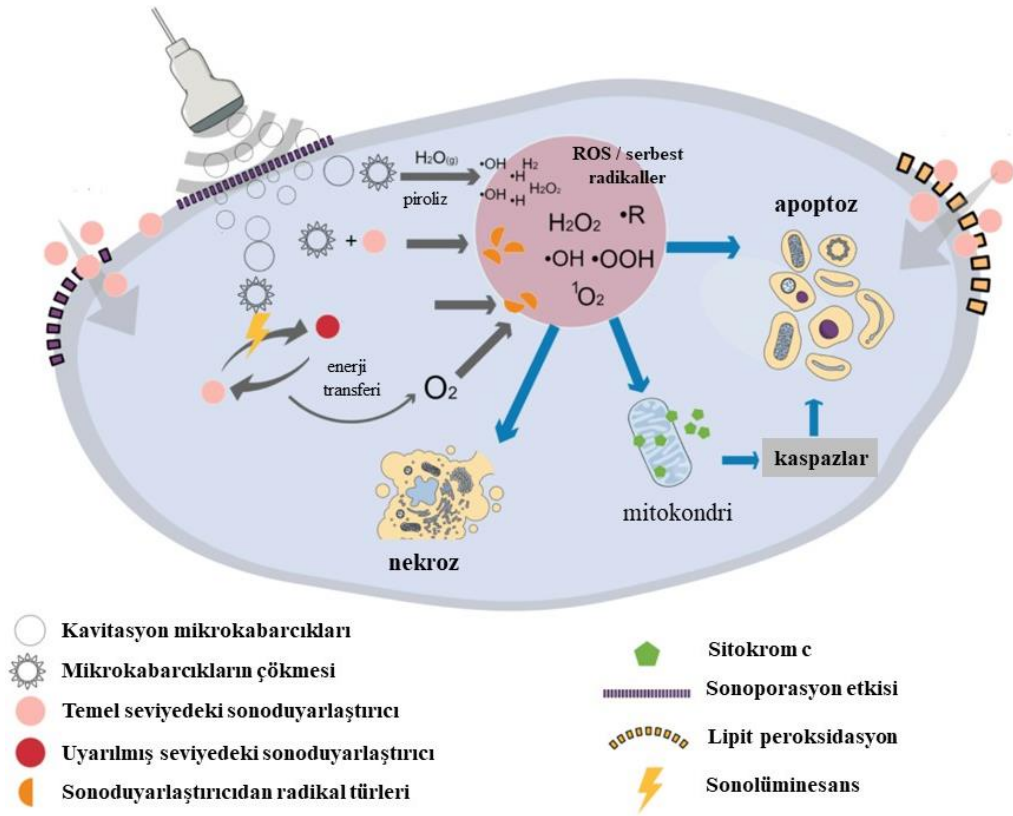 H₂O(g)
piroliz
•OH H₂
•H
•OH H₂O₂
•H
ROS / serbest
radikaller
H₂O₂ •R
•OH •OOH
¹O₂
apoptoz
enerji
transferi
O₂
mitokondri
kaspazlar
nekroz
+
Kavitasyon mikrokabarcıkları
Mikrokabarcıkların çökmesi
Temel seviyedeki sonoduyarlaştırıcı
Uyarılmış seviyedeki sonoduyarlaştırıcı
Sonoduyarlaştırıcıdan radikal türleri
Sitokrom c
Sonoporasyon etkisi
Lipit peroksidasyon
Sonolüminesans